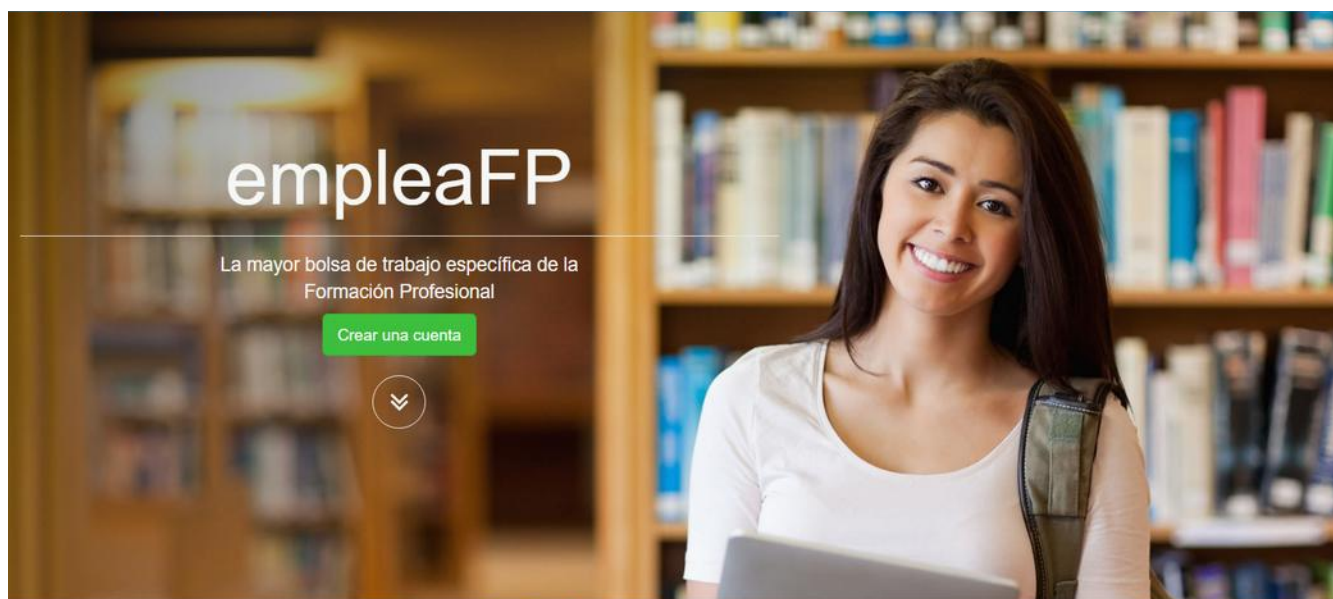 empleaFP
La mayor bolsa de trabajo específica de la
Formación Profesional
Crear una cuenta